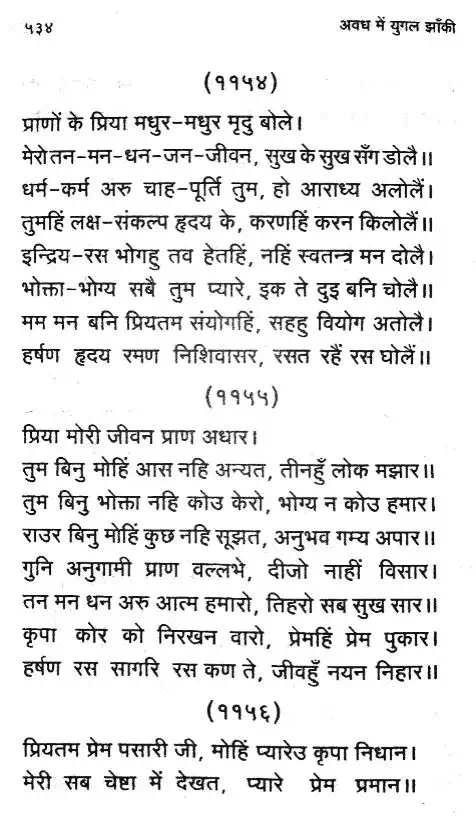 ५३४ अवध में युगल झाँकी
(११५४)
प्राणों के प्रिया मधुर-मधुर मृदु बोले।
मेरो तन-मन-धन-जन-जीवन, सुख के सुख सँग डोलै॥
धर्म-कर्म अरु चाह-पूर्ति तुम, हो आराध्य अलोलैं।
तुमहिं लक्ष-संकल्प हृदय के, करणहिं करन किलोलैं॥
इन्द्रिय-रस भोगहु तव हेतहिं, नहिं स्वतन्त्र मन दोलै।
भोक्ता-भोग्य सबै तुम प्यारे, इक ते दुइ बनि चोलै॥
मम मन बनि प्रियतम संयोगहिं, सहहु वियोग अतोलै।
हर्षण हृदय रमण निशिवासर, रसत रहैं रस घोलैं॥
(११५५)
प्रिया मोरी जीवन प्राण अधार।
तुम बिनु मोहिं आस नहि अन्यत, तीनहुँ लोक मझार॥
तुम बिनु भोक्ता नहि कोउ केरो, भोग्य न कोउ हमार।
राउर बिनु मोहिं कुछ नहि सूझत, अनुभव गम्य अपार॥
गुनि अनुगामी प्राण वल्लभे, दीजो नाहीं विसार।
तन मन धन अरु आत्म हमारो, तिहरो सब सुख सार॥
कृपा कोर को निरखन वारो, प्रेमहिं प्रेम पुकार।
हर्षण रस सागरि रस कण ते, जीवहुँ नयन निहार॥
(११५६)
प्रियतम प्रेम पसारी जी, मोहिं प्यारेउ कृपा निधान।
मेरी सब चेष्टा में देखत, प्यारे प्रेम प्रमान॥